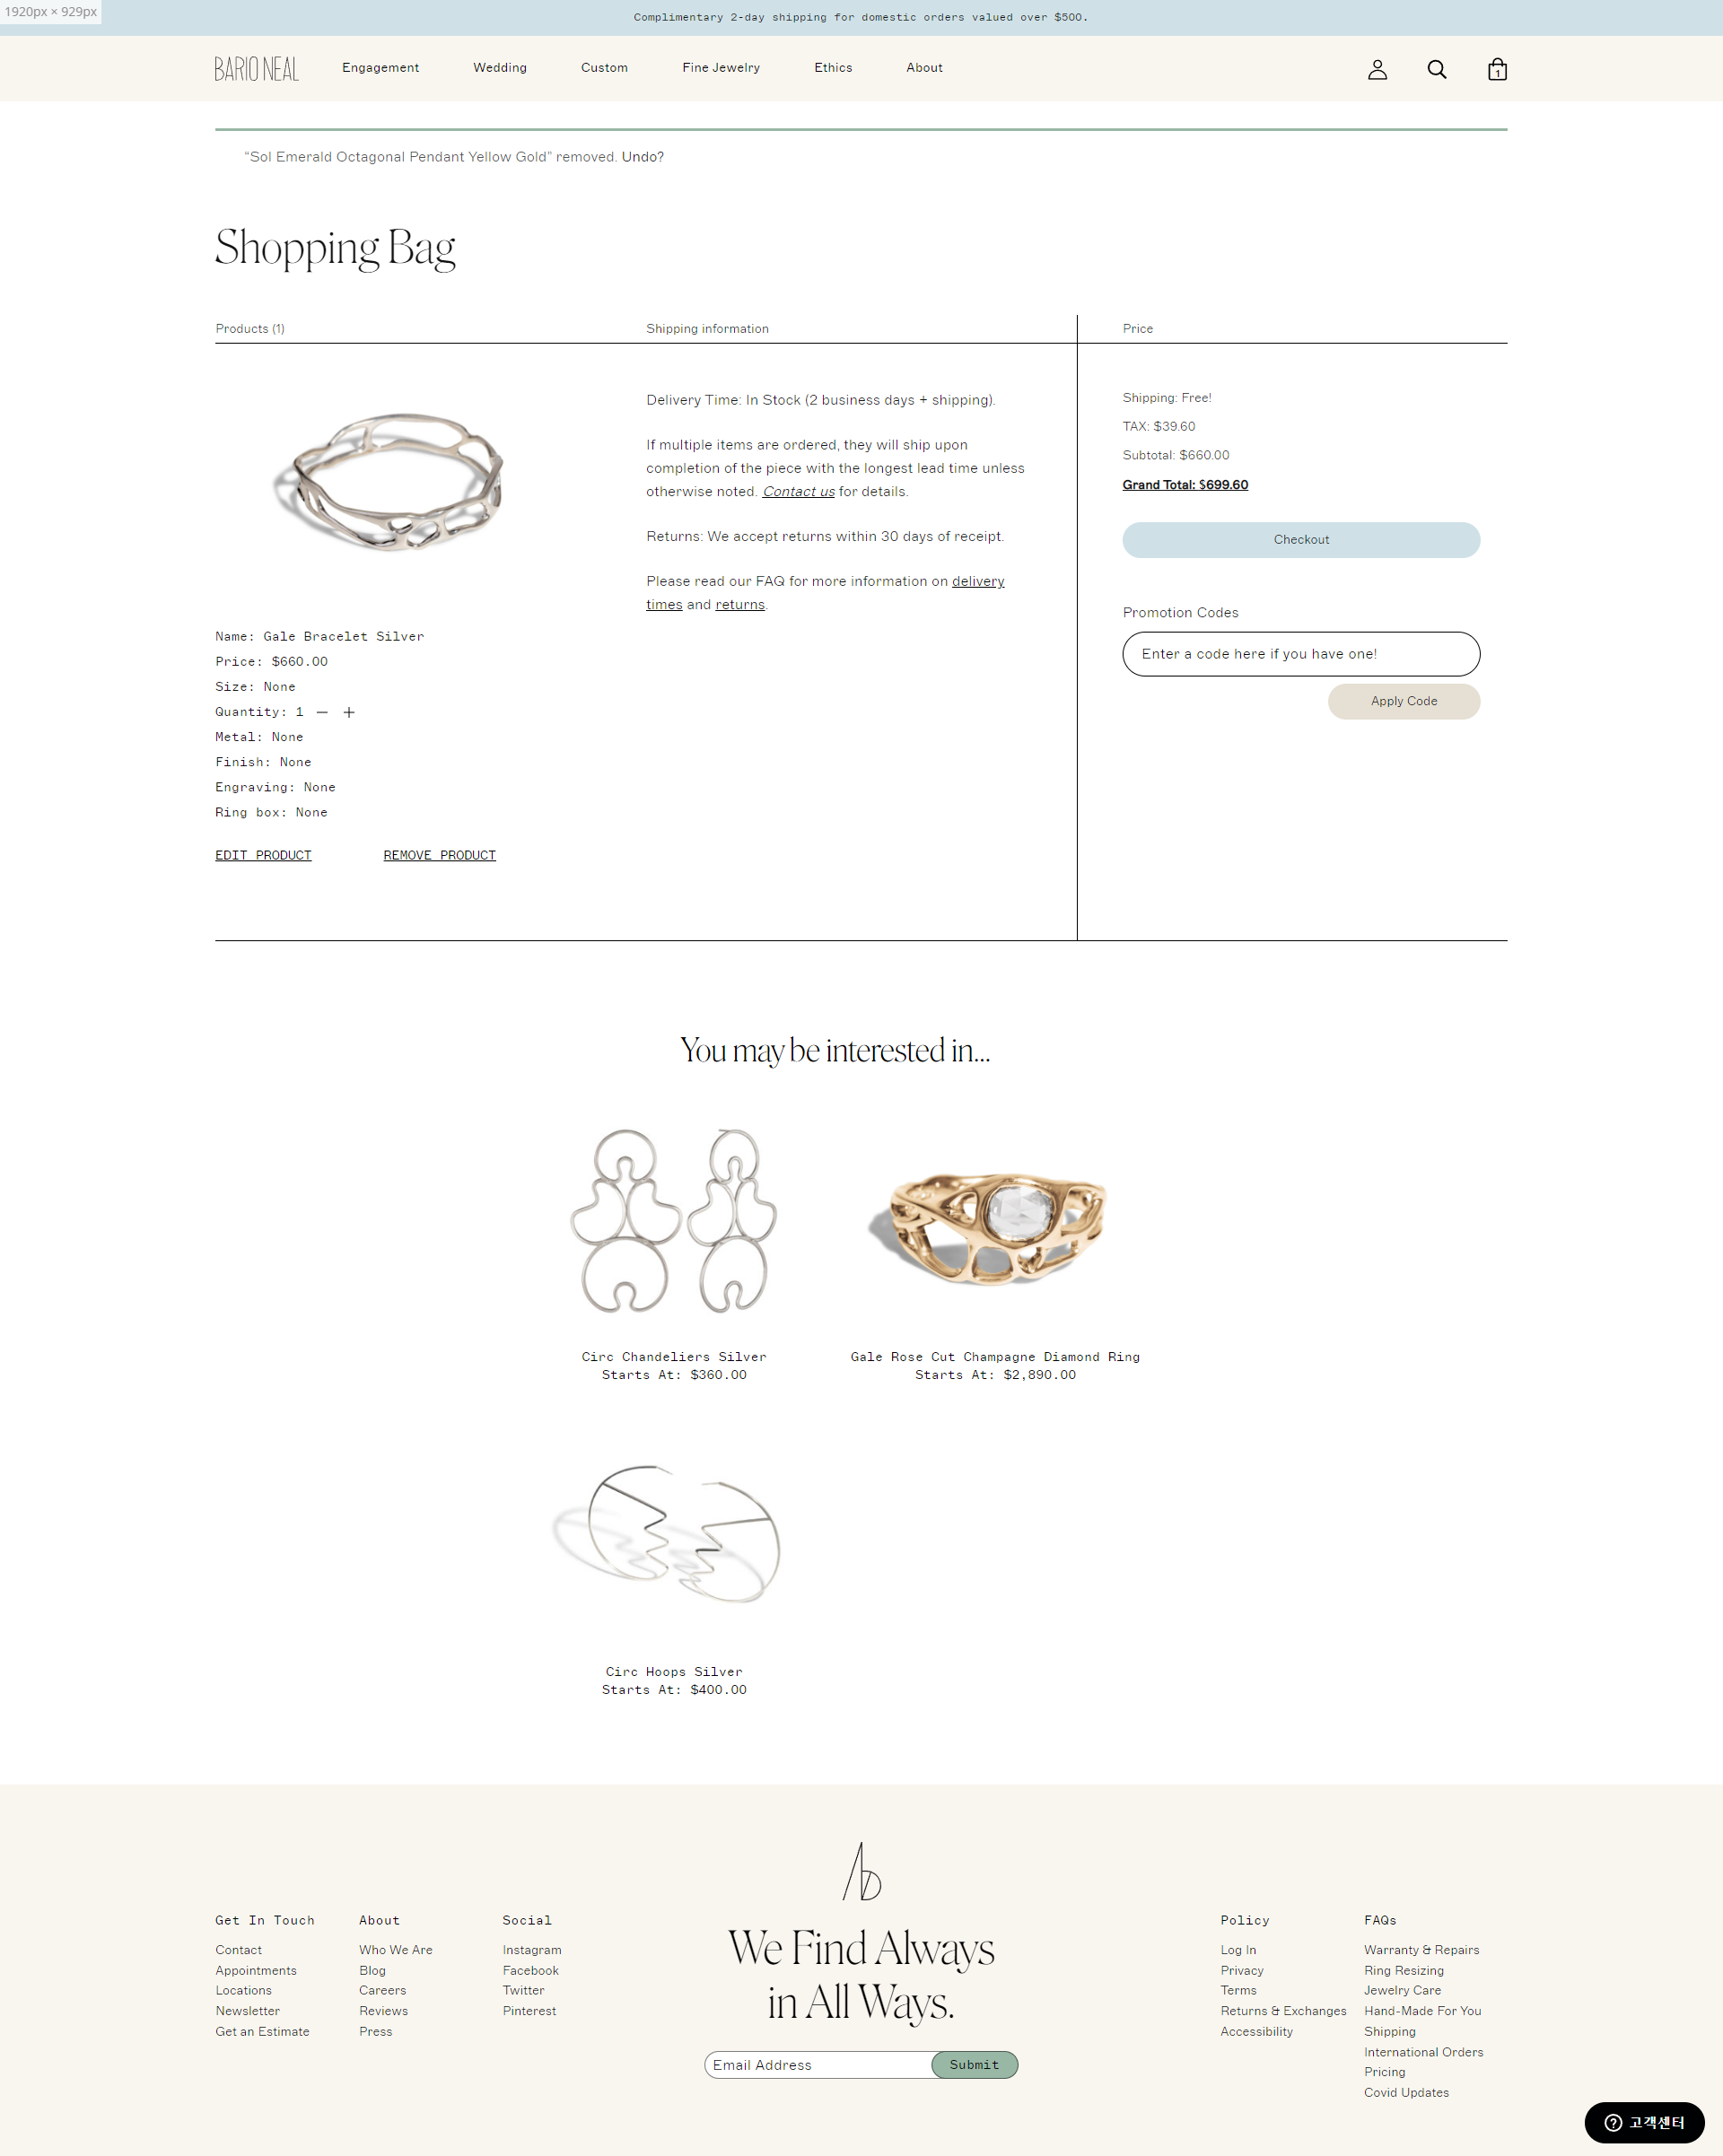 1920px × 929px
Complimentary 2-day shipping for domestic orders valued over $500.
BARIO NEAL
Engagement
Wedding
Custom
Fine Jewelry
Ethics
About
1
“Sol Emerald Octagonal Pendant Yellow Gold” removed. Undo?
Shopping Bag
Products (1)
Shipping information
Price
Delivery Time: In Stock (2 business days + shipping).
If multiple items are ordered, they will ship upon
completion of the piece with the longest lead time unless
otherwise noted. Contact us for details.
Returns: We accept returns within 30 days of receipt.
Please read our FAQ for more information on delivery
times and returns.
Shipping: Free!
TAX: $39.60
Subtotal: $660.00
Grand Total: $699.60
Checkout
Promotion Codes
Enter a code here if you have one!
Apply Code
Name: Gale Bracelet Silver
Price: $660.00
Size: None
Quantity: 1 — +
Metal: None
Finish: None
Engraving: None
Ring box: None
EDIT PRODUCT
REMOVE PRODUCT
You may be interested in...
Circ Chandeliers Silver
Starts At: $360.00
Gale Rose Cut Champagne Diamond Ring
Starts At: $2,890.00
Circ Hoops Silver
Starts At: $400.00
Get In Touch
Contact
Appointments
Locations
Newsletter
Get an Estimate
About
Who We Are
Blog
Careers
Reviews
Press
Social
Instagram
Facebook
Twitter
Pinterest
We Find Always
in All Ways.
Email Address
Submit
Policy
Log In
Privacy
Terms
Returns & Exchanges
Accessibility
FAQs
Warranty & Repairs
Ring Resizing
Jewelry Care
Hand-Made For You
Shipping
International Orders
Pricing
Covid Updates
고객센터